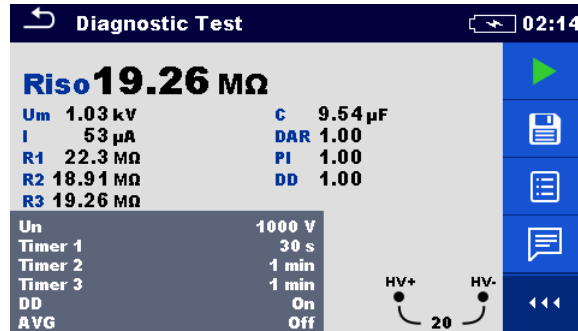 Diagnostic Test 02:14
Riso 19.26 MΩ
Um 1.03 kV C 9.54 µF
I 53 µA DAR 1.00
R1 22.3 MΩ PI 1.00
R2 18.91 MΩ DD 1.00
R3 19.26 MΩ
Un 1000 V
Timer 1 30 s
Timer 2 1 min
Timer 3 1 min
DD On
AVG Off
HV+ HV-
20